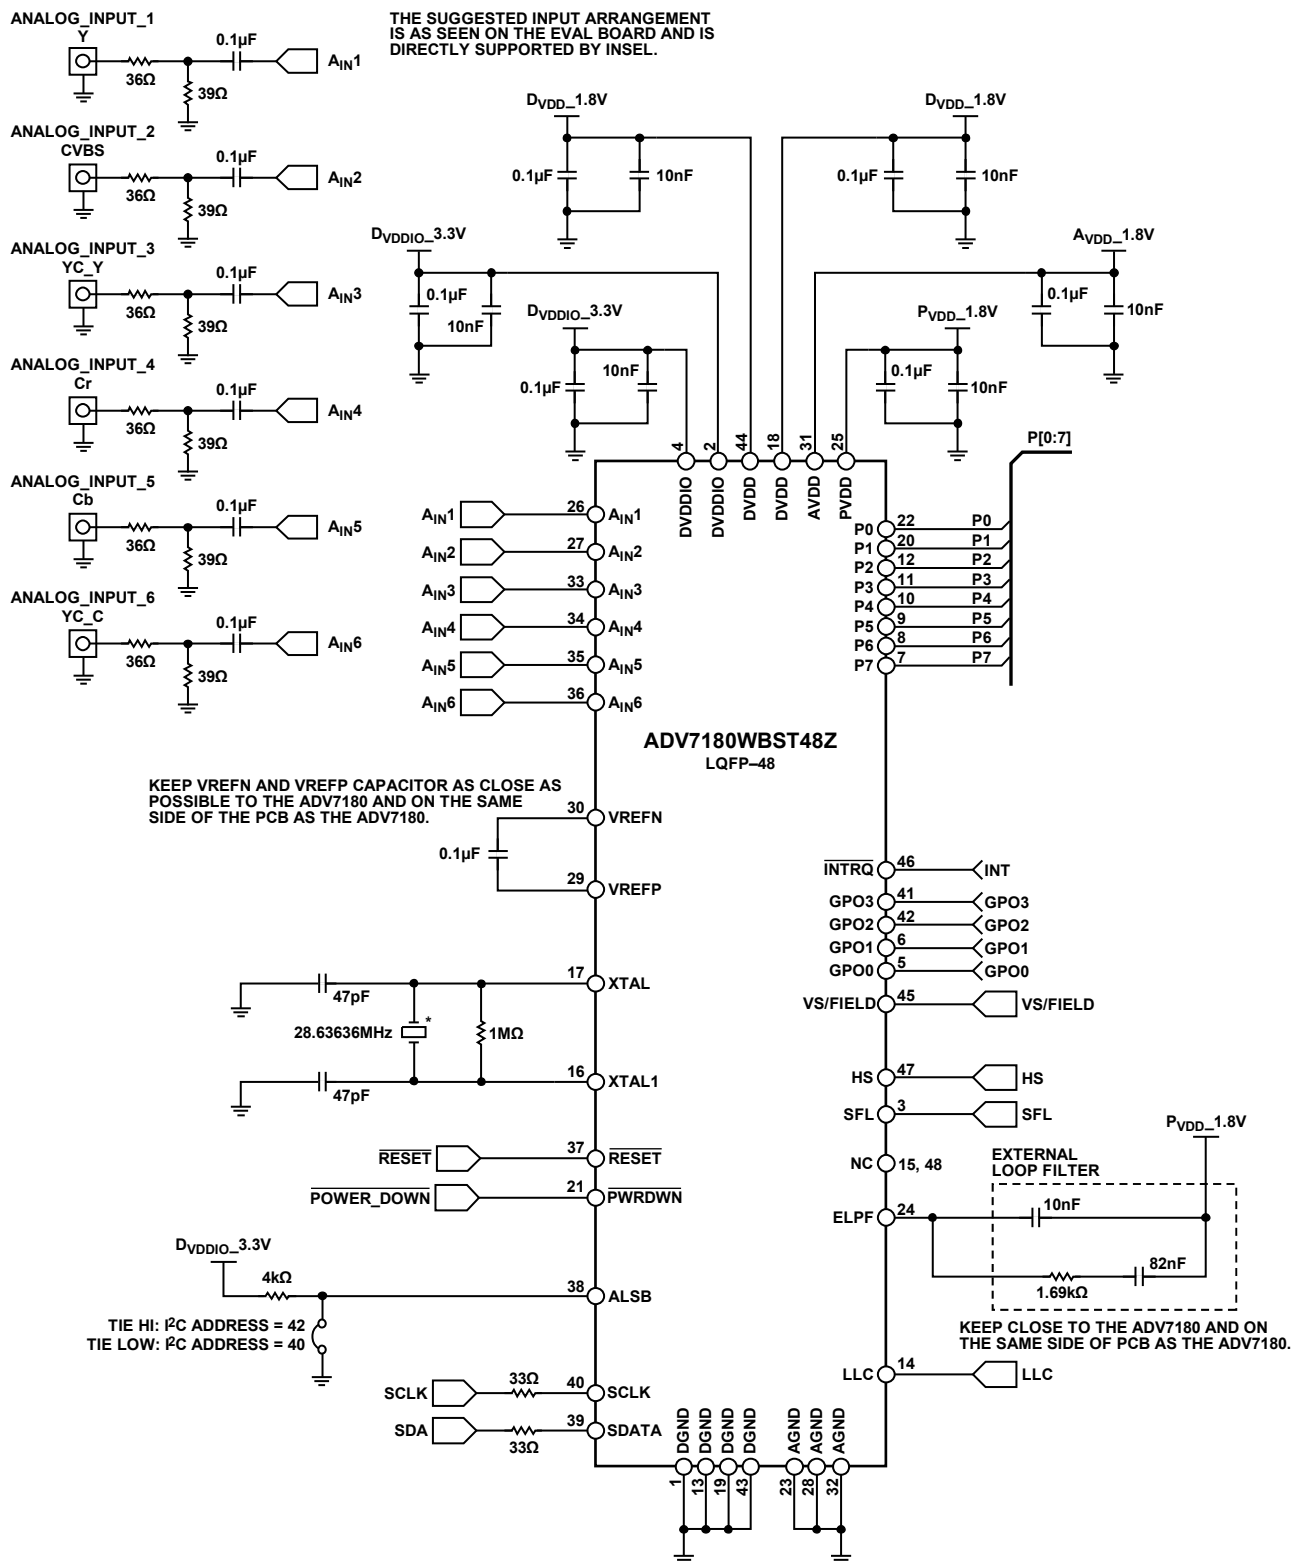 ANALOG_INPUT_1
Y
0.1µF
36Ω
39Ω
AIN1
ANALOG_INPUT_2
CVBS
0.1µF
36Ω
39Ω
AIN2
ANALOG_INPUT_3
YC_Y
0.1µF
36Ω
39Ω
AIN3
ANALOG_INPUT_4
Cr
0.1µF
36Ω
39Ω
AIN4
ANALOG_INPUT_5
Cb
0.1µF
36Ω
39Ω
AIN5
ANALOG_INPUT_6
YC_C
0.1µF
36Ω
39Ω
AIN6
THE SUGGESTED INPUT ARRANGEMENT
IS AS SEEN ON THE EVAL BOARD AND IS
DIRECTLY SUPPORTED BY INSEL.
DVDD_1.8V
0.1µF
10nF
DVDD_1.8V
0.1µF
10nF
DVDDIO_3.3V
0.1µF
10nF
DVDDIO_3.3V
0.1µF
10nF
AVDD_1.8V
0.1µF
10nF
PVDD_1.8V
0.1µF
10nF
4
2
44
18
31
25
DVDDIO
DVDDIO
DVDD
DVDD
AVDD
PVDD
P[0:7]
AIN1
26
AIN1
AIN2
27
AIN2
AIN3
33
AIN3
AIN4
34
AIN4
AIN5
35
AIN5
AIN6
36
AIN6
P0
22
P0
P1
20
P1
P2
12
P2
P3
11
P3
P4
10
P4
P5
9
P5
P6
8
P6
P7
7
P7
ADV7180WBST48Z
LQFP–48
KEEP VREFN AND VREFP CAPACITOR AS CLOSE AS
POSSIBLE TO THE ADV7180 AND ON THE SAME
SIDE OF THE PCB AS THE ADV7180.
30
VREFN
0.1µF
29
VREFP
INTRQ
46
INT
GPO3
41
GPO3
GPO2
42
GPO2
GPO1
6
GPO1
GPO0
5
GPO0
VS/FIELD
45
VS/FIELD
17
XTAL
47pF
28.63636MHz
*
1MΩ
16
XTAL1
47pF
HS
47
HS
SFL
3
SFL
NC
15, 48
RESET
37
RESET
POWER_DOWN
21
PWRDWN
PVDD_1.8V
EXTERNAL
LOOP FILTER
ELPF
24
10nF
82nF
1.69kΩ
KEEP CLOSE TO THE ADV7180 AND ON
THE SAME SIDE OF PCB AS THE ADV7180.
DVDDIO_3.3V
4kΩ
38
ALSB
TIE HI: I2C ADDRESS = 42
TIE LOW: I2C ADDRESS = 40
LLC
14
LLC
SCLK
33Ω
40
SCLK
SDA
33Ω
39
SDATA
DGND
DGND
DGND
DGND
AGND
AGND
AGND
1
13
19
43
23
28
32